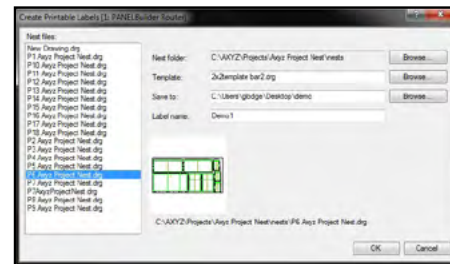 Create Printable Labels [1: PANELBuilder Router]
Nest files:
New Drawing.drg
P1 Axyz Project Nest.drg
P10 Axyz Project Nest.drg
P11 Axyz Project Nest.drg
P12 Axyz Project Nest.drg
P13 Axyz Project Nest.drg
P14 Axyz Project Nest.drg
P15 Axyz Project Nest.drg
P16 Axyz Project Nest.drg
P17 Axyz Project Nest.drg
P18 Axyz Project Nest.drg
P2 Axyz Project Nest.drg
P3 Axyz Project Nest.drg
P4 Axyz Project Nest.drg
P5 Axyz Project Nest.drg
P6 Axyz Project Nest.drg
P7 Axyz Project Nest.drg
P7AxyzProjectNest.drg
P8 Axyz Project Nest.drg
P9 Axyz Project Nest.drg
Nest folder: C:\AXYZ\Projects\Axyz Project Nest\nests Browse...
Template: 2x2template bar2.org Browse...
Save to: C:\Users\glodge\Desktop\demo Browse...
Label name: Demo1
C:\AXYZ\Projects\Axyz Project Nest\nests\P6 Axyz Project Nest.drg
OK Cancel